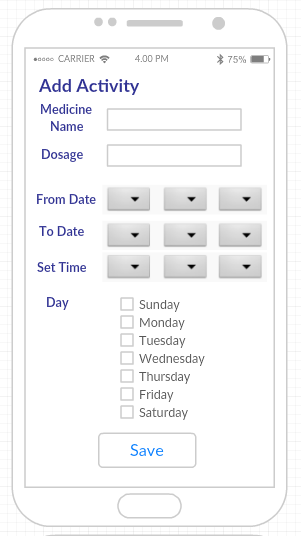 CARRIER 4.00 PM 75%
Add Activity
Medicine
Name
Dosage
From Date
To Date
Set Time
Day
Sunday
Monday
Tuesday
Wednesday
Thursday
Friday
Saturday
Save